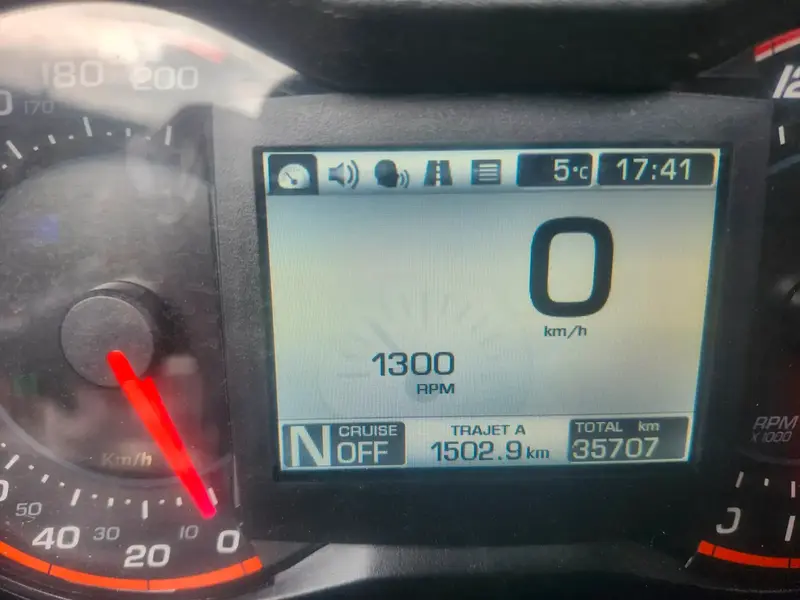 180 200
170
5°C 17:41
0
km/h
1300
RPM
N CRUISE OFF
TRAJET A
1502.9 km
TOTAL km
35707
Km/h
50
40
30
20
10
0
RPM
X 1000